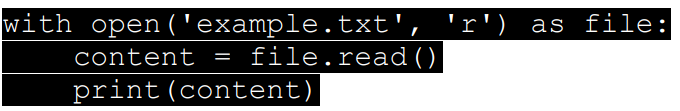 with open('example.txt', 'r') as file:
    content = file.read()
    print(content)